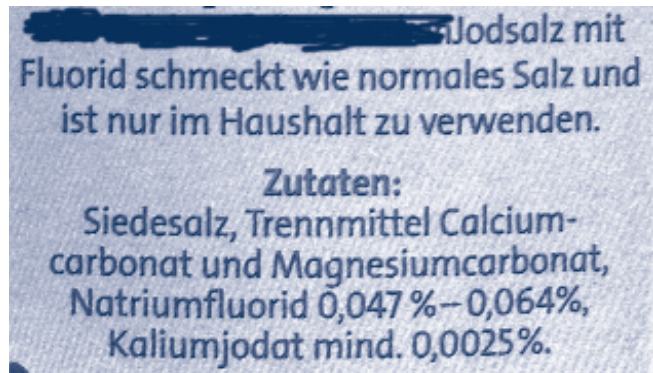 Jodsalz mit
Fluorid schmeckt wie normales Salz und
ist nur im Haushalt zu verwenden.
Zutaten:
Siedesalz, Trennmittel Calcium-
carbonat und Magnesiumcarbonat,
Natriumfluorid 0,047 %–0,064%,
Kaliumjodat mind. 0,0025%.